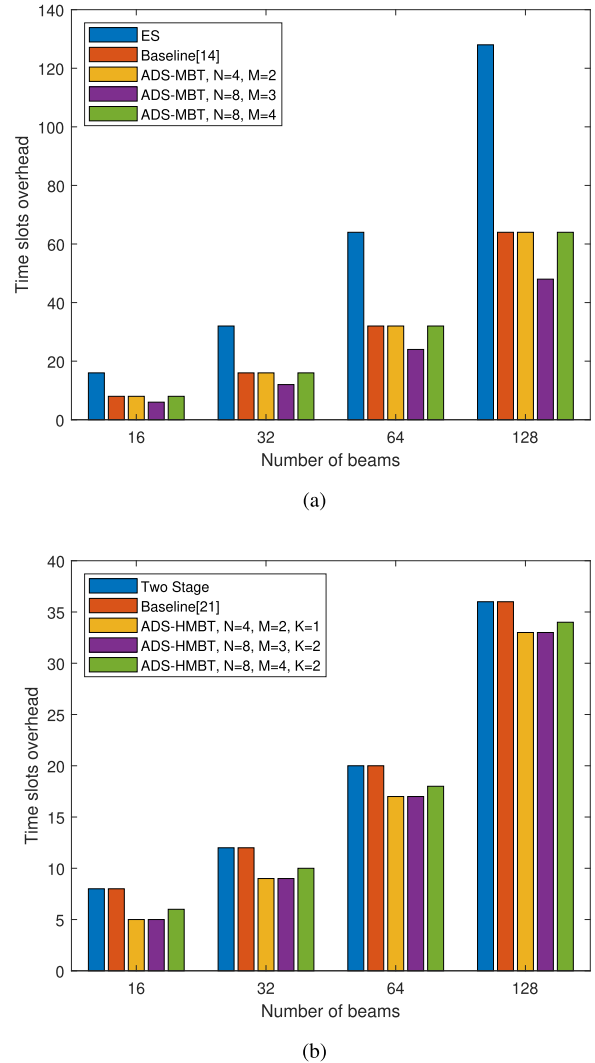 140
120
100
80
60
40
20
0
Time slots overhead
ES
Baseline[14]
ADS-MBT, N=4, M=2
ADS-MBT, N=8, M=3
ADS-MBT, N=8, M=4
16 32 64 128
Number of beams
(a)
40
35
30
25
20
15
10
5
0
Time slots overhead
Two Stage
Baseline[21]
ADS-HMBT, N=4, M=2, K=1
ADS-HMBT, N=8, M=3, K=2
ADS-HMBT, N=8, M=4, K=2
16 32 64 128
Number of beams
(b)